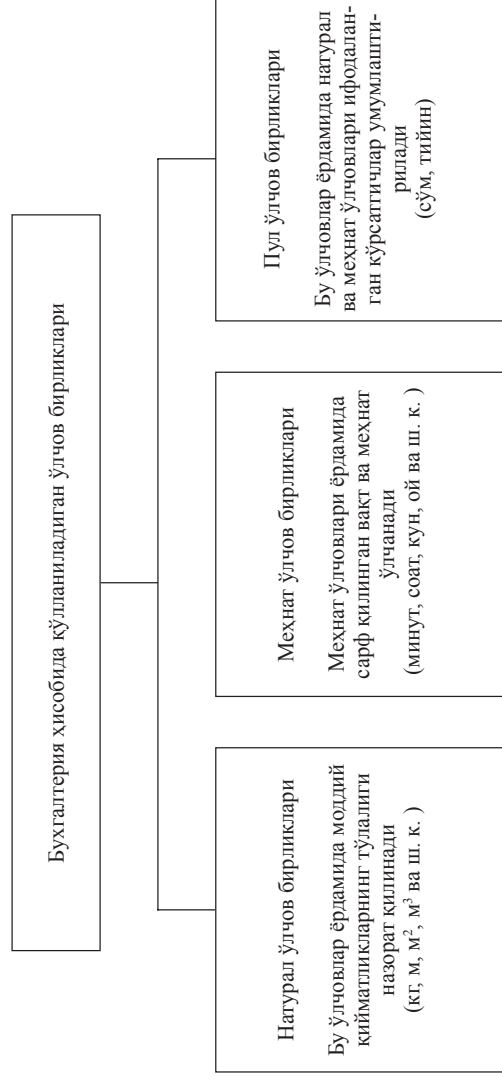 Бухгалтерия ҳисобида қўлланиладиган ўлчов бирликлари
Натурал ўлчов бирликлари
Бу ўлчовлар ёрдамида моддий
қийматликларнинг тўлалиги
назорат қилинади
(кг, м, м², м³ ва ш. к. )
Меҳнат ўлчов бирликлари
Меҳнат ўлчовлари ёрдамида
сарф қилинган вақт ва меҳнат
ўлчанади
(минут, соат, кун, ой ва ш. к. )
Пул ўлчов бирликлари
Бу ўлчовлар ёрдамида натурал
ва меҳнат ўлчовлари ифодалан-
ган кўрсатгичлар умумлашти-
рилади
(сўм, тийин)